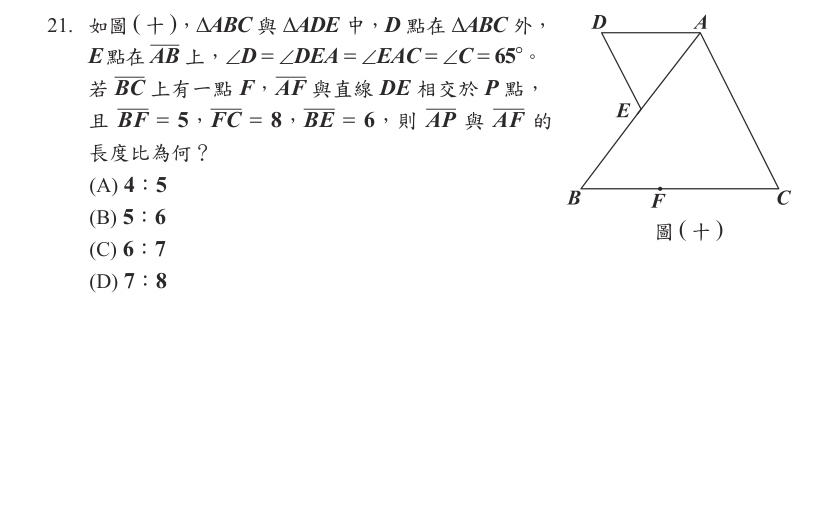 21. 如圖(十),ΔABC 與 ΔADE 中,D 點在 ΔABC 外,
E 點在 AB 上,∠D=∠DEA=∠EAC=∠C=65°。
若 BC 上有一點 F,AF 與直線 DE 相交於 P 點,
且 BF = 5,FC = 8,BE = 6,則 AP 與 AF 的
長度比為何?
(A) 4:5
(B) 5:6
(C) 6:7
(D) 7:8
D
A
E
B
F
C
圖(十)